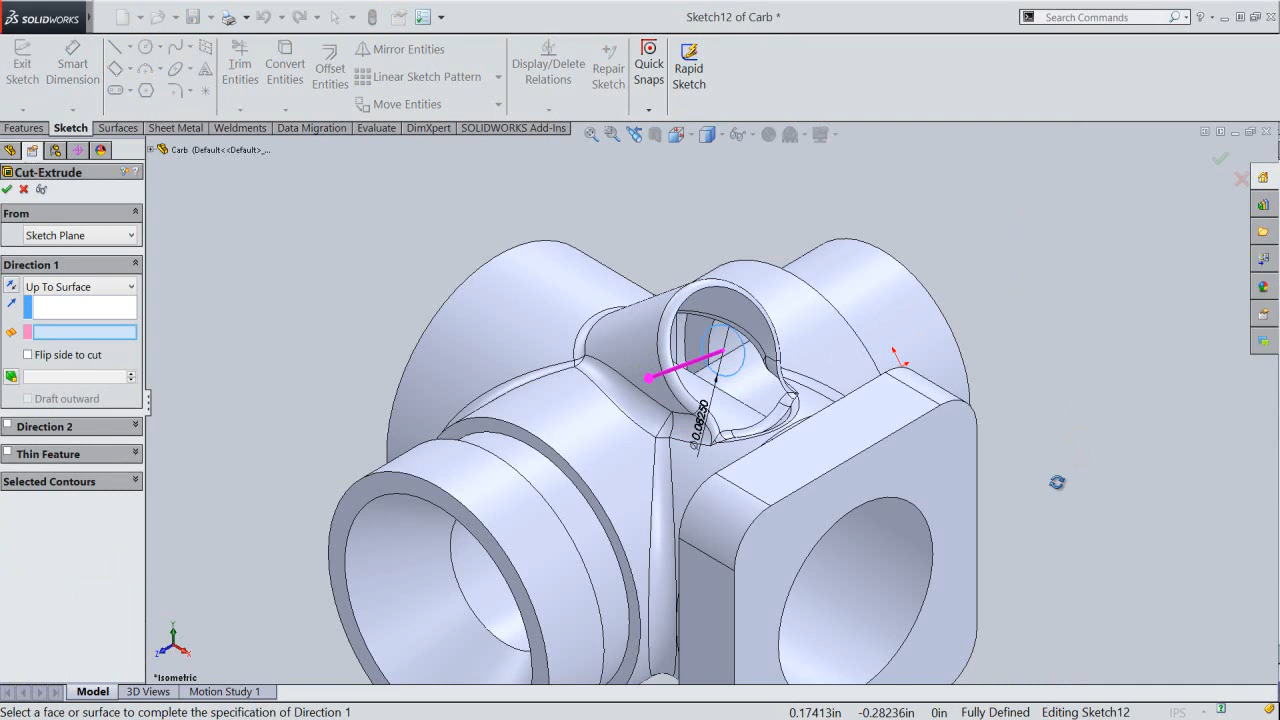 SOLIDWORKS
Sketch12 of Carb *
Search Commands
Exit Sketch
Smart Dimension
Trim Entities
Convert Entities
Offset Entities
Mirror Entities
Linear Sketch Pattern
Move Entities
Display/Delete Relations
Repair Sketch
Quick Snaps
Rapid Sketch
Features
Sketch
Surfaces
Sheet Metal
Weldments
Data Migration
Evaluate
DimXpert
SOLIDWORKS Add-Ins
Carb (Default<<Default>_...
Cut-Extrude
From
Sketch Plane
Direction 1
Up To Surface
Flip side to cut
Draft outward
Direction 2
Thin Feature
Selected Contours
Ø0.06250
Y
Z
X
*Isometric
Model
3D Views
Motion Study 1
Select a face or surface to complete the specification of Direction 1
0.17413in
-0.28236in
0in
Fully Defined
Editing Sketch12
IPS